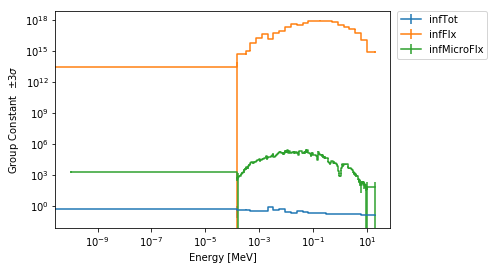 10^18
10^15
10^12
10^9
10^6
10^3
10^0
Group Constant ±3σ
10^-9
10^-7
10^-5
10^-3
10^-1
10^1
Energy [MeV]
infTot
infFlx
infMicroFlx